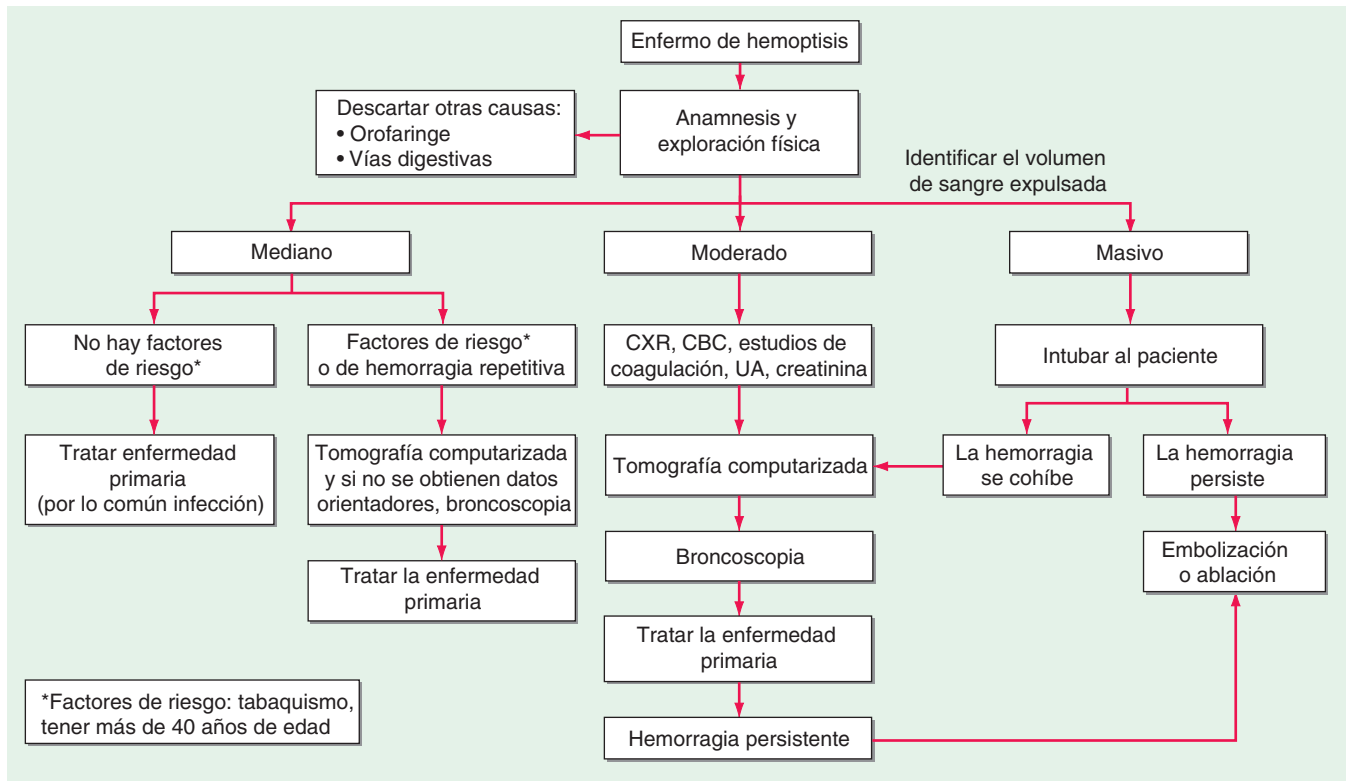 Enfermo de hemoptisis
Descartar otras causas:
• Orofaringe
• Vías digestivas
Anamnesis y
exploración física
Identificar el volumen
de sangre expulsada
Mediano
Moderado
Masivo
No hay factores
de riesgo*
Factores de riesgo*
o de hemorragia repetitiva
CXR, CBC, estudios de
coagulación, UA, creatinina
Intubar al paciente
Tratar enfermedad
primaria
(por lo común infección)
Tomografía computarizada
y si no se obtienen datos
orientadores, broncoscopia
Tomografía computarizada
La hemorragia
se cohíbe
La hemorragia
persiste
Tratar la enfermedad
primaria
Broncoscopia
Embolización
o ablación
Tratar la enfermedad
primaria
*Factores de riesgo: tabaquismo,
tener más de 40 años de edad
Hemorragia persistente